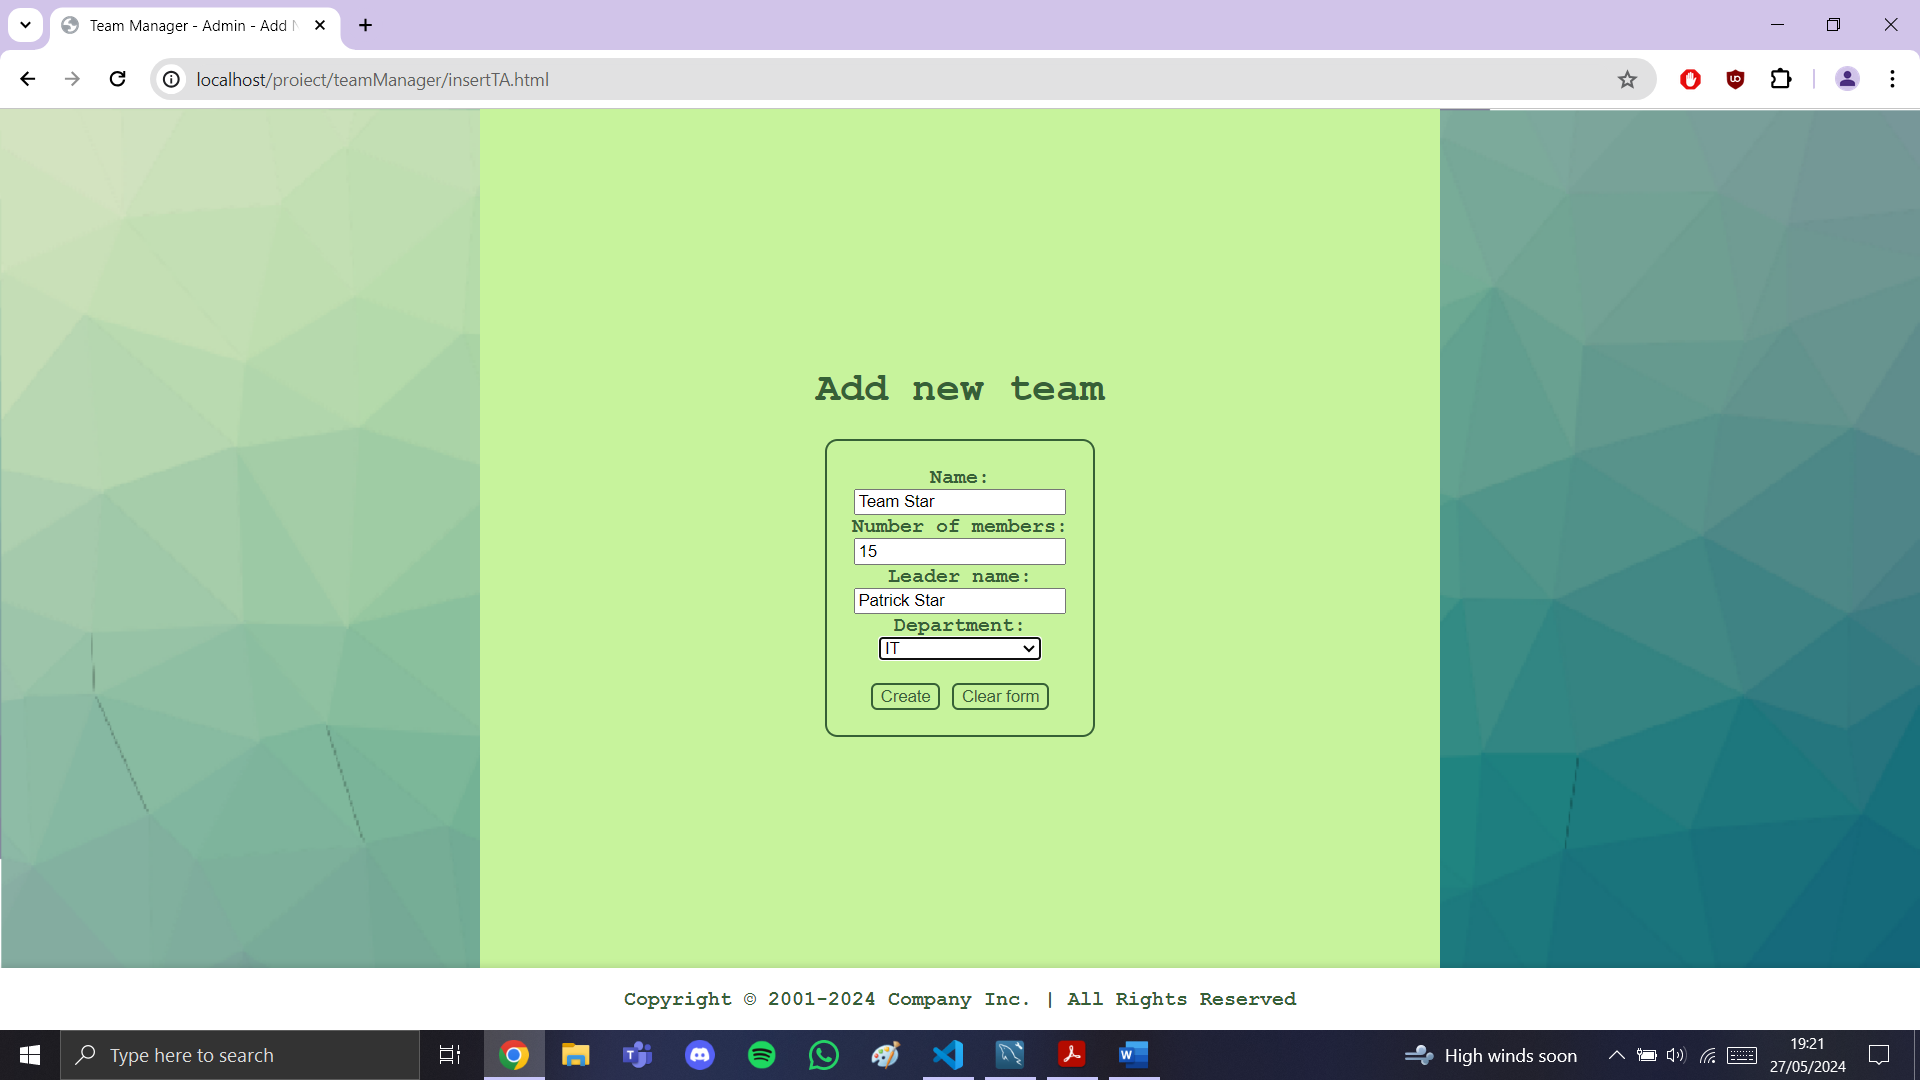 Team Manager - Admin - Add
localhost/proiect/teamManager/insertTA.html
Add new team
Name:
Team Star
Number of members:
15
Leader name:
Patrick Star
Department:
IT
Create Clear form
Copyright © 2001-2024 Company Inc. | All Rights Reserved
Type here to search
High winds soon
19:21
27/05/2024